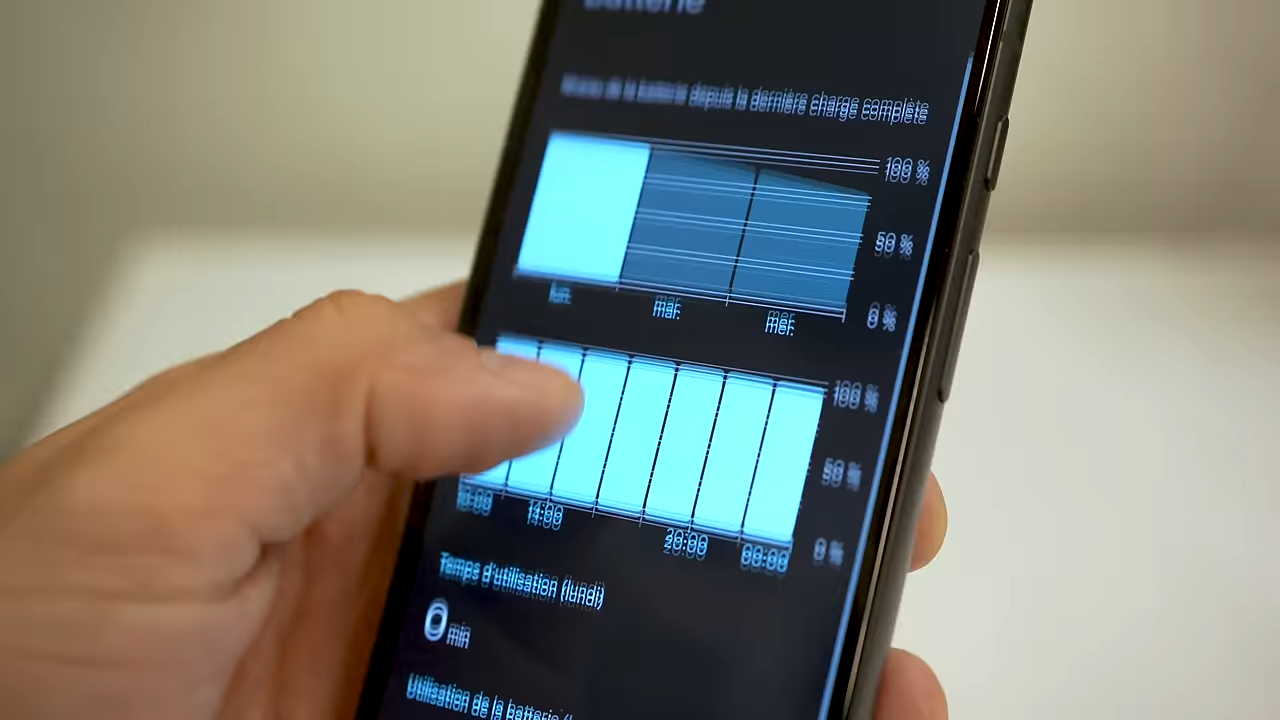 Batterie
Niveau de la batterie depuis la dernière charge complète
100 %
50 %
0 %
lun.
mar.
mer.
100 %
50 %
0 %
14:00
20:00
00:00
Temps d'utilisation (lundi)
0 min
Utilisation de la batterie